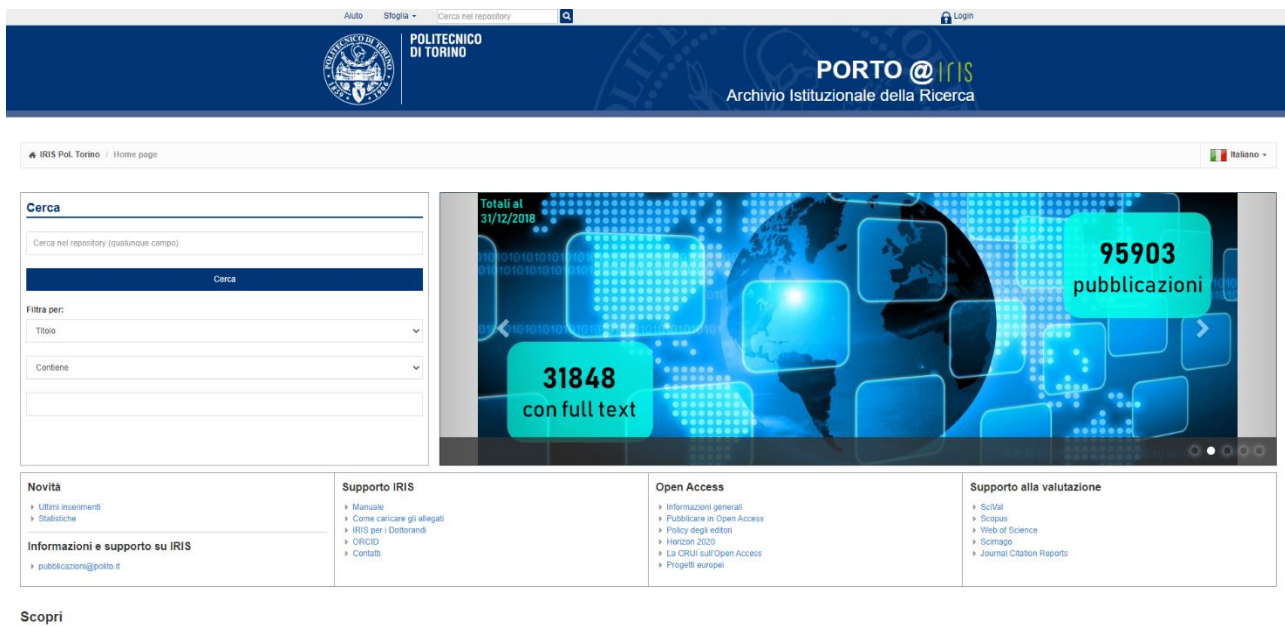 Aiuto Sfoglia Cerca nel repository Login
POLITECNICO
DI TORINO
POLITECNICO DI TORINO
1859 1906
PORTO @ IRIS
Archivio Istituzionale della Ricerca
IRIS Pol. Torino / Home page
Italiano
Cerca
Cerca nel repository (qualunque campo)
Cerca
Filtra per:
Titolo
Contiene
Totali al
31/12/2018
95903
pubblicazioni
31848
con full text
Novità
Ultimi inserimenti
Statistiche
Informazioni e supporto su IRIS
pubblicazioni@polito.it
Supporto IRIS
Manuale
Come caricare gli allegati
IRIS per i Dottorandi
ORCID
Contatti
Open Access
Informazioni generali
Pubblicare in Open Access
Policy degli editori
Horizon 2020
La CRUI sull'Open Access
Progetti europei
Supporto alla valutazione
SciVal
Scopus
Web of Science
Scimago
Journal Citation Reports
Scopri